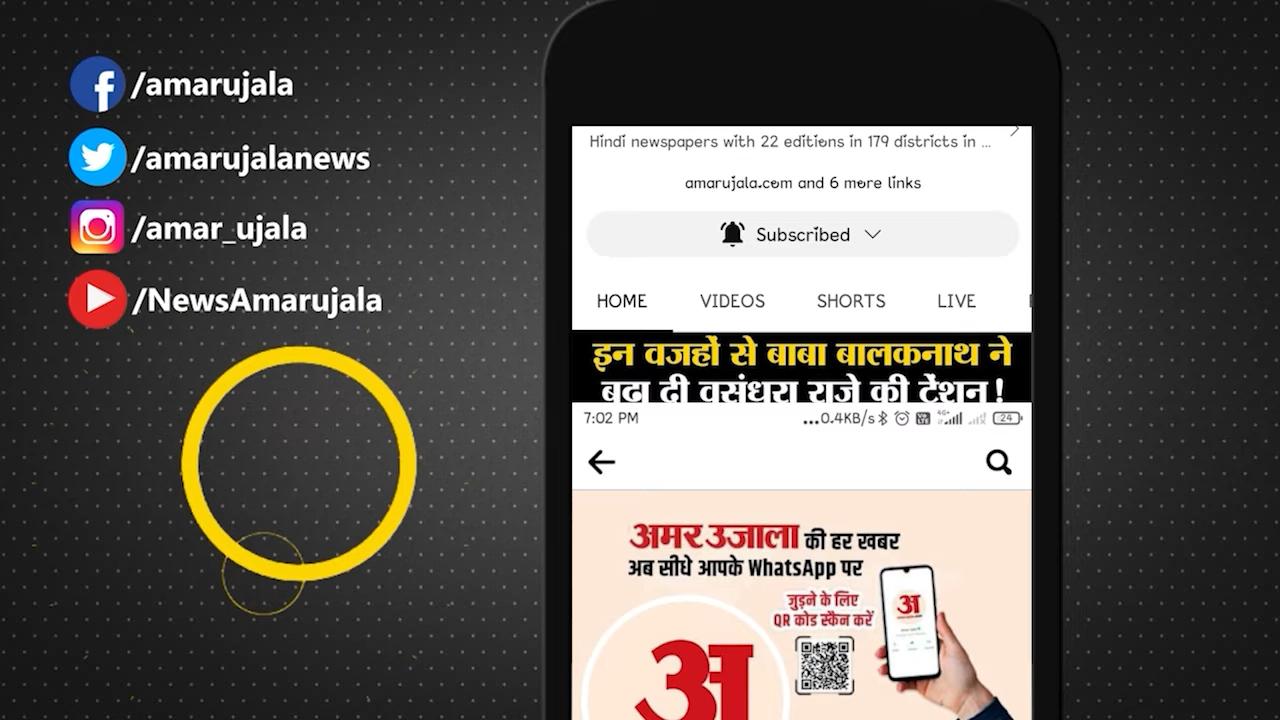 /amarujala
/amarujalanews
/amar_ujala
/NewsAmarujala
Hindi newspapers with 22 editions in 179 districts in ...
amarujala.com and 6 more links
Subscribed
HOME VIDEOS SHORTS LIVE
इन वजहों से बाबा बालकनाथ ने
बढ़ा दी वसुंधरा राजे की टेंशन!
7:02 PM ...0.4KB/s 4G+ 24
अमर उजाला की हर खबर
अब सीधे आपके WhatsApp पर
जुड़ने के लिए
QR कोड स्कैन करें
अ
अ